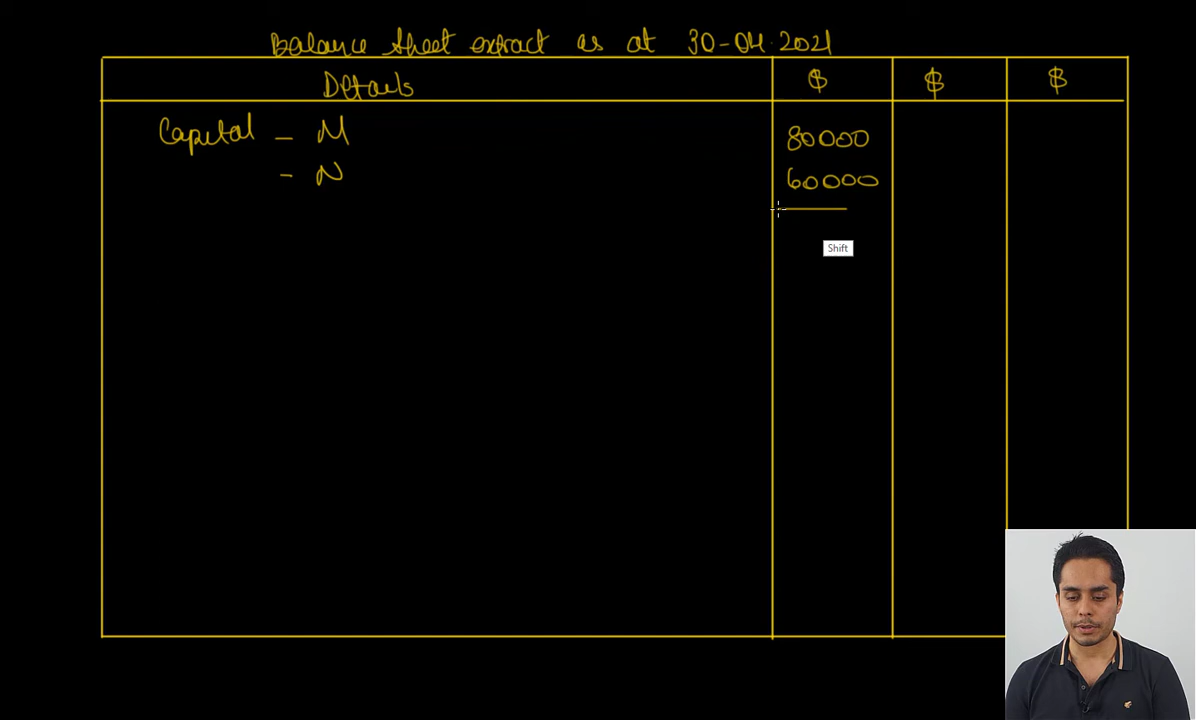 Balance sheet extract as at 30-04-2021
Details $ $ $
Capital - M 80000
- N 60000
Shift